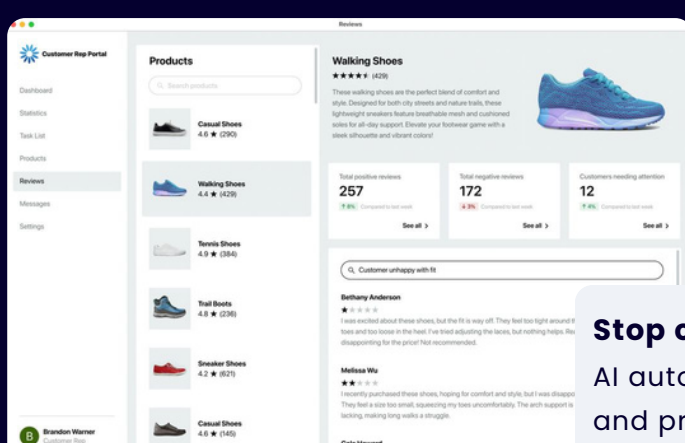 Reviews
Customer Rep Portal
Dashboard
Statistics
Task List
Products
Reviews
Messages
Settings
Brandon Warner
Customer Rep.
Products
Search products
Casual Shoes
4.6 ★ (290)
Walking Shoes
4.4 ★ (429)
Tennis Shoes
4.9 ★ (384)
Trail Boots
4.8 ★ (236)
Sneaker Shoes
4.2 ★ (621)
Casual Shoes
4.6 ★ (145)
Walking Shoes
(429)
These walking shoes are the perfect blend of comfort and
style. Designed for both city streets and nature trails, these
lightweight sneakers feature breathable mesh and cushioned
soles for all-day support. Elevate your footwear game with a
sleek silhouette and vibrant colors!
Total positive reviews
257
↑ 6% Compared to last week
See all >
Total negative reviews
172
↓ 3% Compared to last week
See all >
Customers needing attention
12
↑ 4% Compared to last week
See all >
Customer unhappy with fit
Bethany Anderson
I was excited about these shoes, but the fit is way off. They feel too tight around
toes and too loose in the heel. I've tried adjusting the laces, but nothing helps.
disappointing for the price! Not recommended.
Melissa Wu
I recently purchased these shoes, hoping for comfort and style, but I was
They feel a size too small, squeezing my toes uncomfortably. The arch support is
lacking, making long walks a struggle.
Stop
AI
and